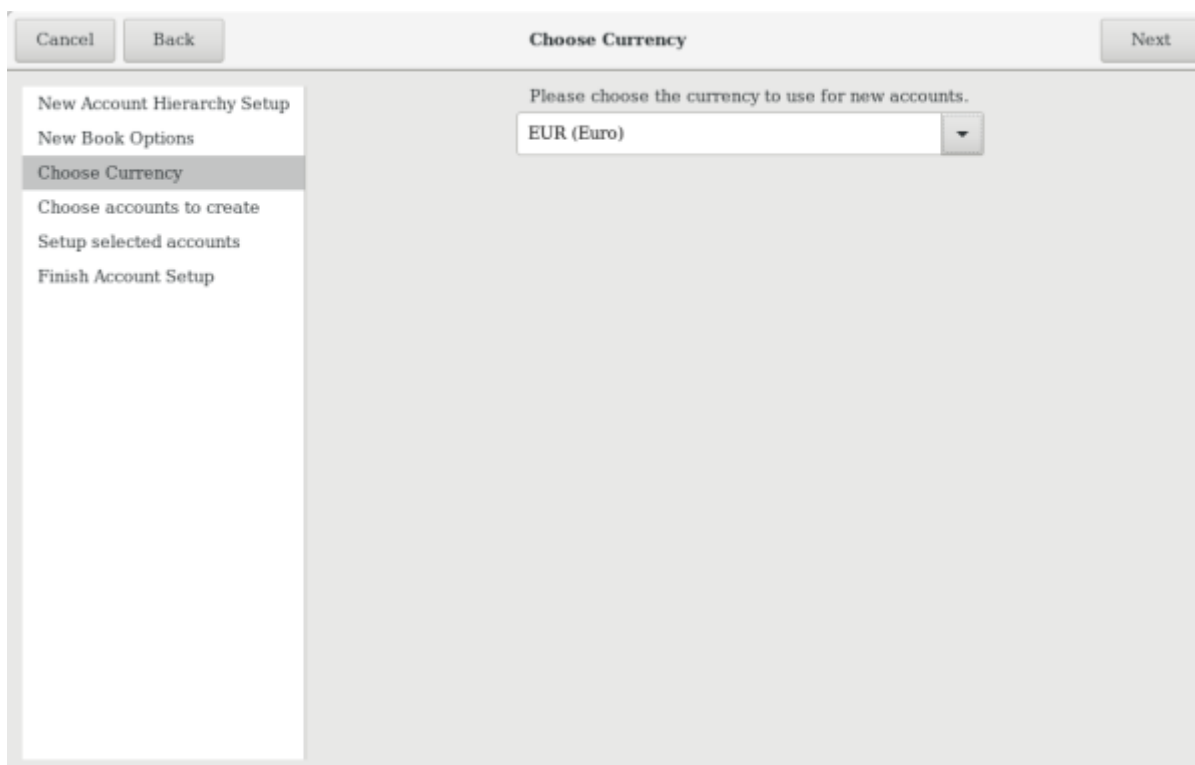 Cancel Back Choose Currency Next
New Account Hierarchy Setup
New Book Options
Choose Currency
Choose accounts to create
Setup selected accounts
Finish Account Setup
Please choose the currency to use for new accounts.
EUR (Euro)